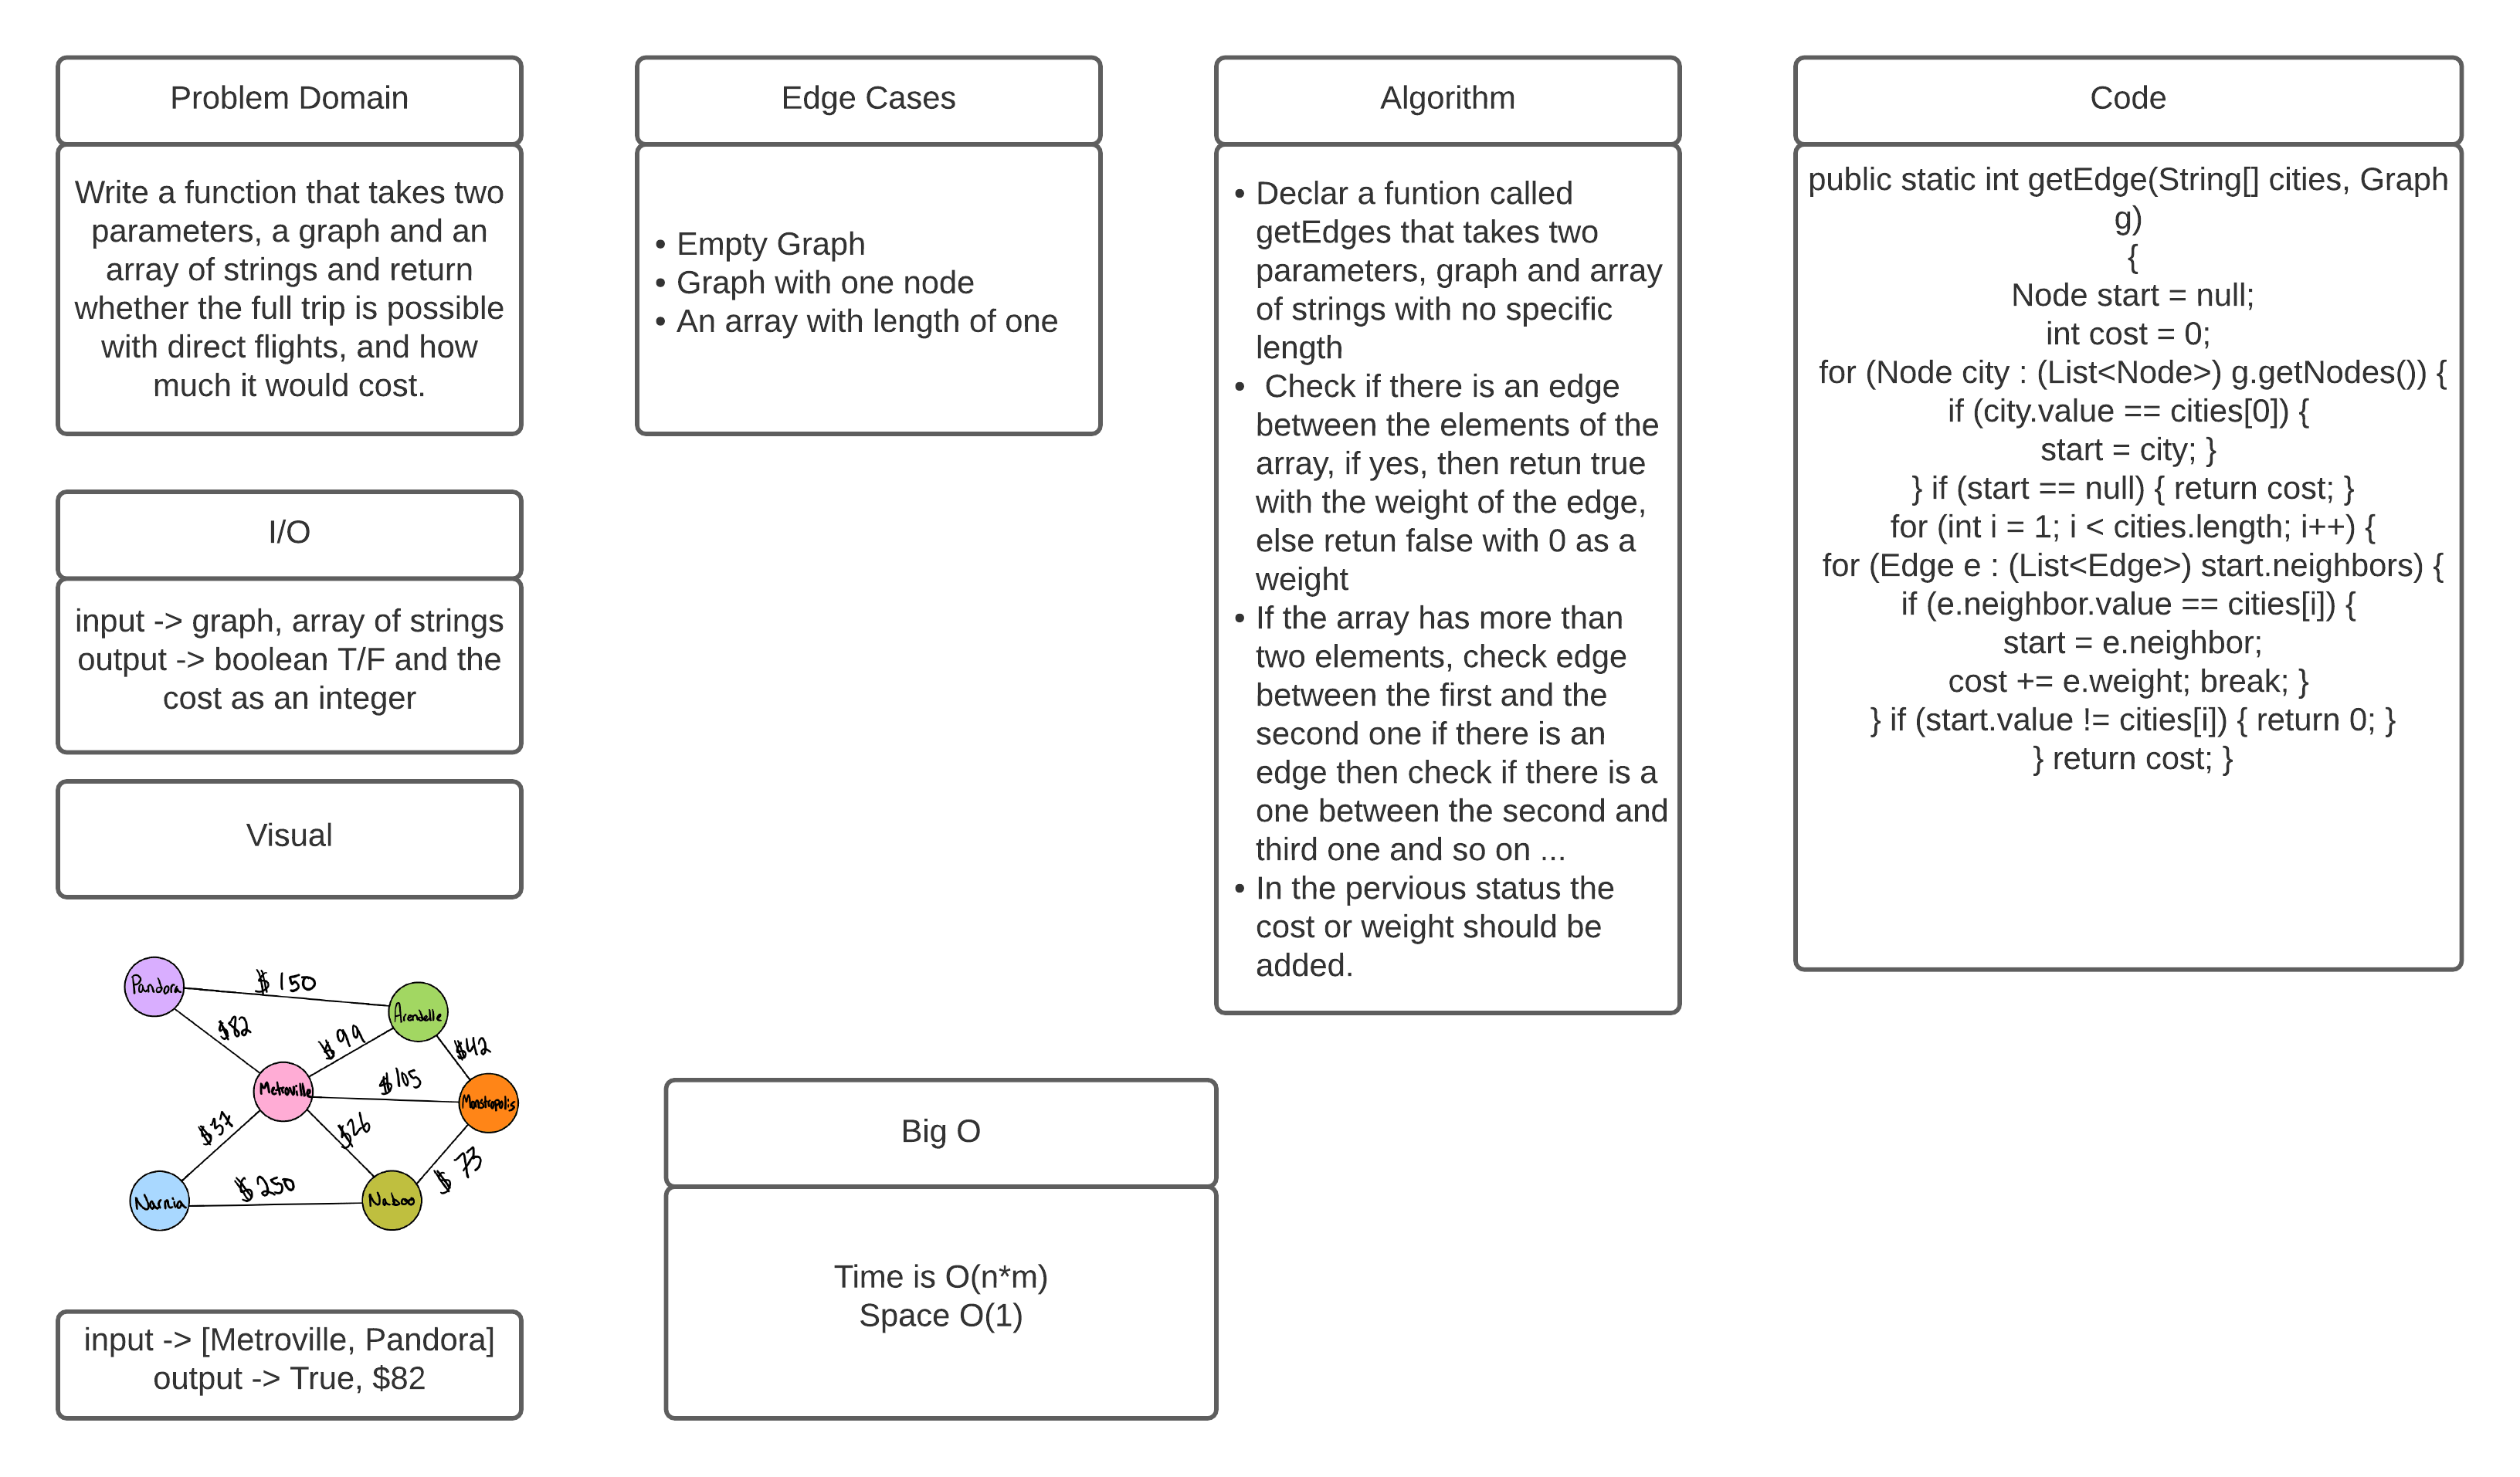 Problem Domain
Write a function that takes two
parameters, a graph and an
array of strings and return
whether the full trip is possible
with direct flights, and how
much it would cost.
I/O
input -> graph, array of strings
output -> boolean T/F and the
cost as an integer
Visual
Pandora
$150
Arendelle
$82
$99
$42
Metroville
$105
Monstropolis
$37
$26
$73
Narnia
$250
Naboo
input -> [Metroville, Pandora]
output -> True, $82
Edge Cases
• Empty Graph
• Graph with one node
• An array with length of one
Algorithm
• Declar a funtion called
getEdges that takes two
parameters, graph and array
of strings with no specific
length
• Check if there is an edge
between the elements of the
array, if yes, then retun true
with the weight of the edge,
else retun false with 0 as a
weight
• If the array has more than
two elements, check edge
between the first and the
second one if there is an
edge then check if there is a
one between the second and
third one and so on ...
• In the pervious status the
cost or weight should be
added.
Big O
Time is O(n*m)
Space O(1)
Code
public static int getEdge(String[] cities, Graph
g)
{
Node start = null;
int cost = 0;
for (Node city : (List<Node>) g.getNodes()) {
if (city.value == cities[0]) {
start = city; }
} if (start == null) { return cost; }
for (int i = 1; i < cities.length; i++) {
for (Edge e : (List<Edge>) start.neighbors) {
if (e.neighbor.value == cities[i]) {
start = e.neighbor;
cost += e.weight; break; }
} if (start.value != cities[i]) { return 0; }
} return cost; }